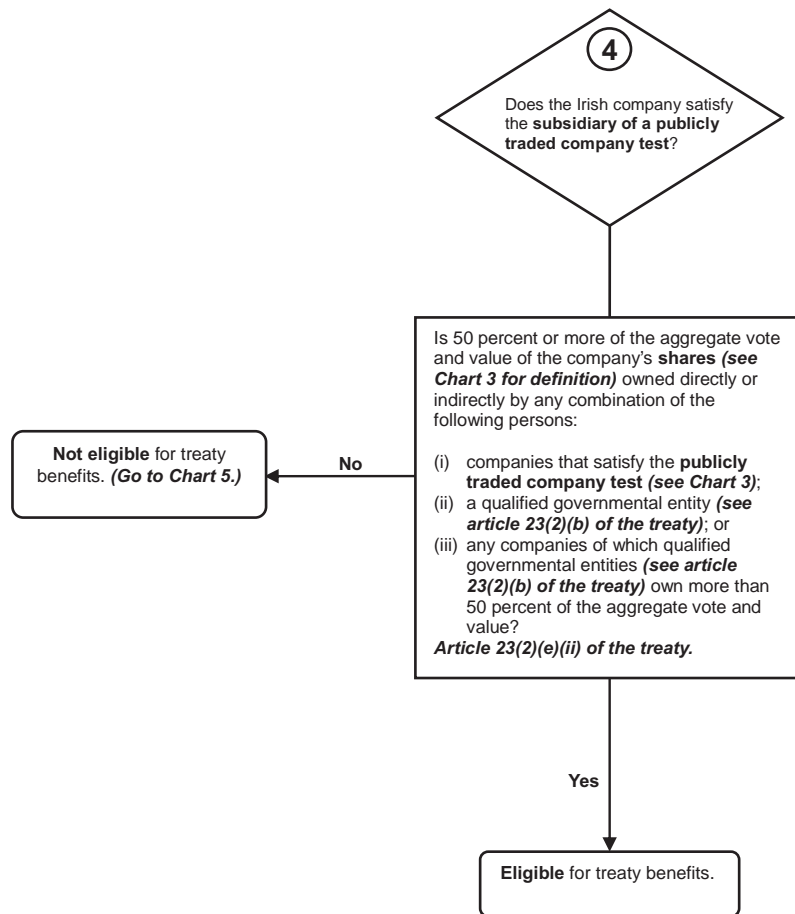 4
Does the Irish company satisfy
the subsidiary of a publicly
traded company test?
Is 50 percent or more of the aggregate vote
and value of the company's shares (see
Chart 3 for definition) owned directly or
indirectly by any combination of the
following persons:
(i) companies that satisfy the publicly
traded company test (see Chart 3);
(ii) a qualified governmental entity (see
article 23(2)(b) of the treaty); or
(iii) any companies of which qualified
governmental entities (see article
23(2)(b) of the treaty) own more than
50 percent of the aggregate vote and
value?
Article 23(2)(e)(ii) of the treaty.
No
Not eligible for treaty
benefits. (Go to Chart 5.)
Yes
Eligible for treaty benefits.